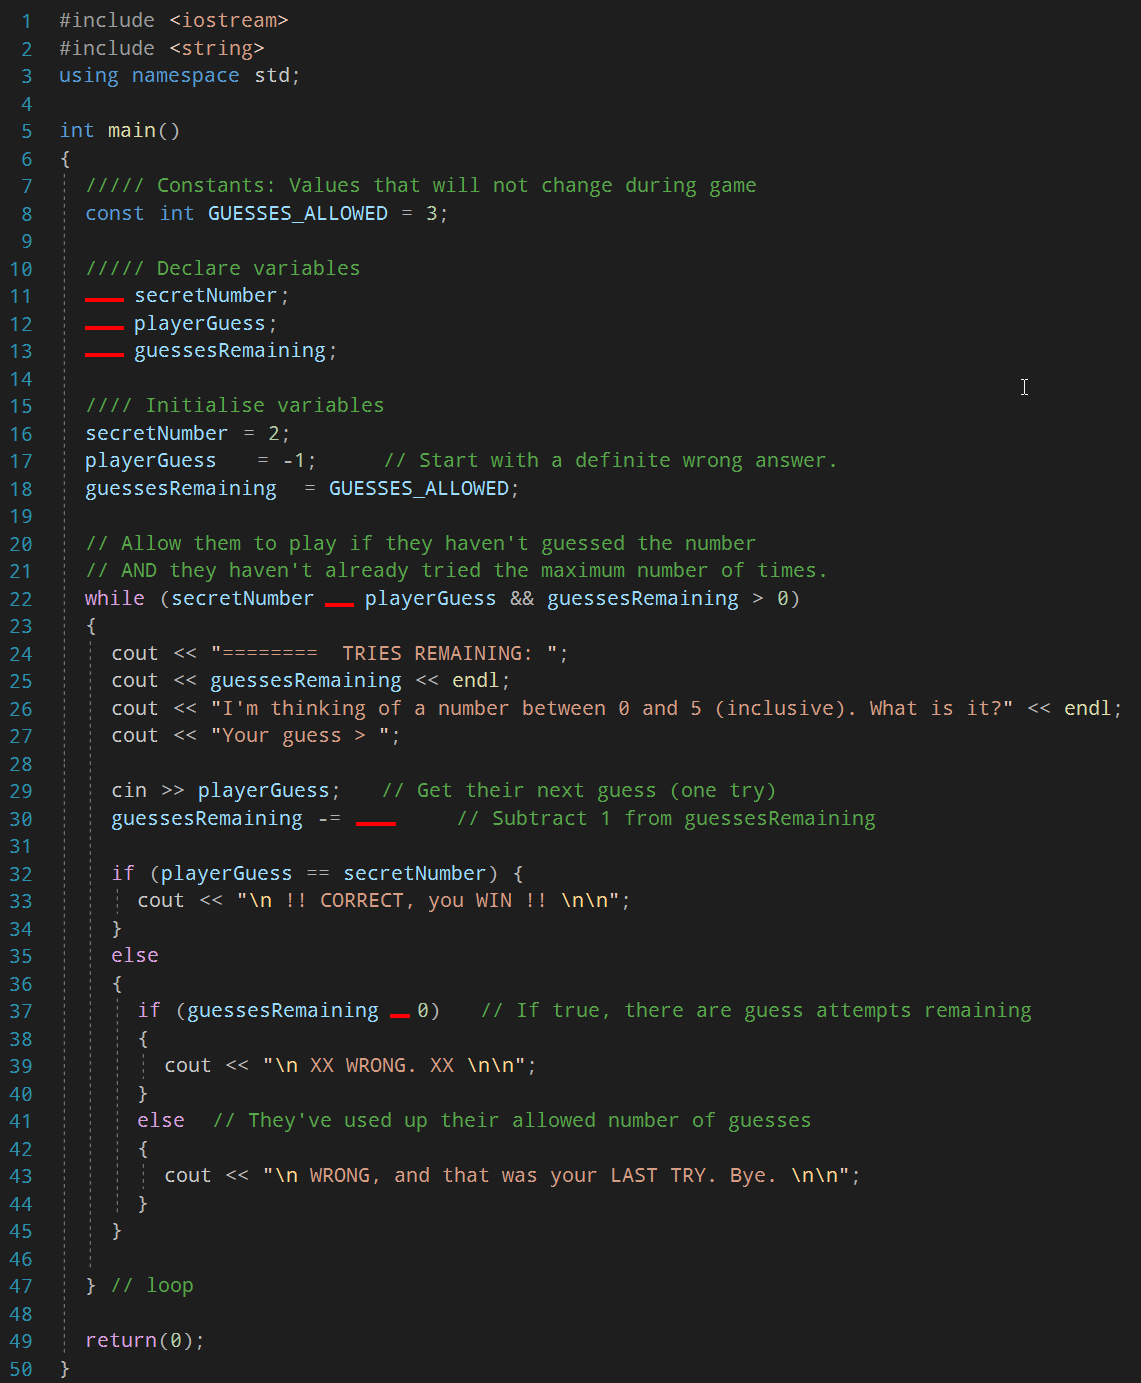 1 #include <iostream>
2 #include <string>
3 using namespace std;
4
5 int main()
6 {
7 ///// Constants: Values that will not change during game
8 const int GUESSES_ALLOWED = 3;
9
10 ///// Declare variables
11 secretNumber;
12 playerGuess;
13 guessesRemaining;
14
15 //// Initialise variables
16 secretNumber = 2;
17 playerGuess = -1; // Start with a definite wrong answer.
18 guessesRemaining = GUESSES_ALLOWED;
19
20 // Allow them to play if they haven't guessed the number
21 // AND they haven't already tried the maximum number of times.
22 while (secretNumber __ playerGuess && guessesRemaining > 0)
23 {
24 cout << "======== TRIES REMAINING: ";
25 cout << guessesRemaining << endl;
26 cout << "I'm thinking of a number between 0 and 5 (inclusive). What is it?" << endl;
27 cout << "Your guess > ";
28
29 cin >> playerGuess; // Get their next guess (one try)
30 guessesRemaining -= ___ // Subtract 1 from guessesRemaining
31
32 if (playerGuess == secretNumber) {
33 cout << "\n !! CORRECT, you WIN !! \n\n";
34 }
35 else
36 {
37 if (guessesRemaining _ 0) // If true, there are guess attempts remaining
38 {
39 cout << "\n XX WRONG. XX \n\n";
40 }
41 else // They've used up their allowed number of guesses
42 {
43 cout << "\n WRONG, and that was your LAST TRY. Bye. \n\n";
44 }
45 }
46
47 } // loop
48
49 return(0);
50 }